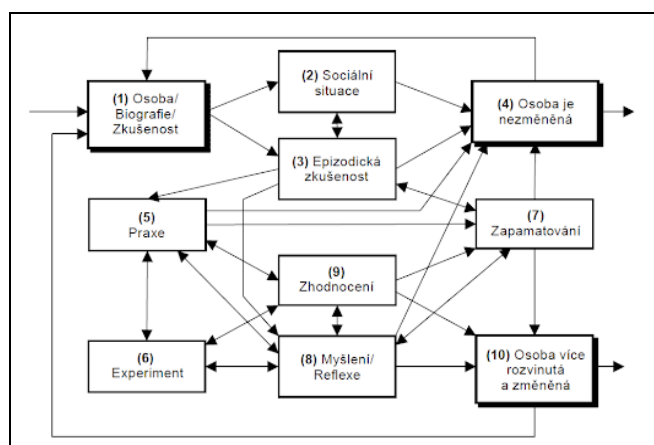 (1) Osoba/
Biografie/
Zkušenost
(2) Sociální
situace
(3) Epizodická
zkušenost
(4) Osoba je
nezměněná
(5)
Praxe
(6)
Experiment
(7)
Zapamatování
(9)
Zhodnocení
(8) Myšlení/
Reflexe
(10) Osoba více
rozvinutá
a změněná